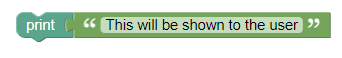 print “ This will be shown to the user ”